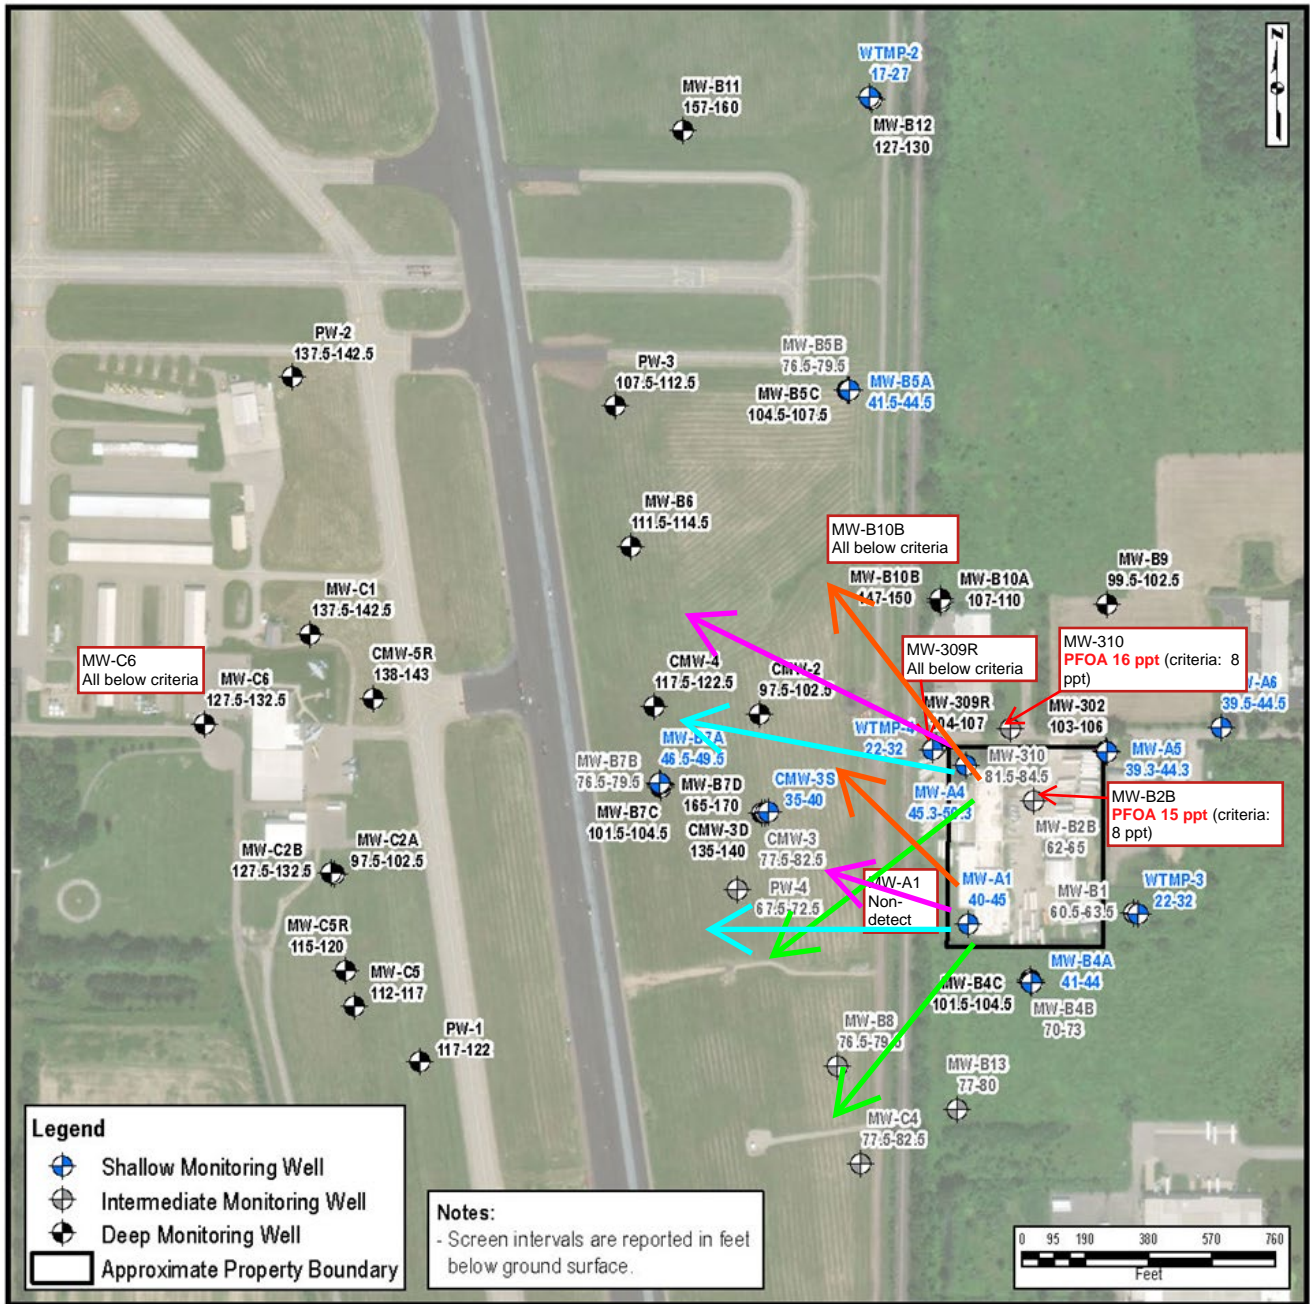 N
WTMP-2
17-27
MW-B11
157-160
MW-B12
127-130
PW-2
137.5-142.5
PW-3
107.5-112.5
MW-B5B
76.5-79.5
MW-B5C
104.5-107.5
MW-B5A
41.5-44.5
MW-B6
111.5-114.5
MW-B10B
All below criteria
MW-B10B
147-150
MW-B10A
107-110
MW-B9
99.5-102.5
MW-C1
137.5-142.5
MW-C6
All below criteria
MW-C6
127.5-132.5
CMW-5R
138-143
CMW-4
117.5-122.5
CMW-2
97.5-102.5
MW-309R
All below criteria
MW-309R
104-107
MW-310
PFOA 16 ppt (criteria: 8
ppt)
MW-302
103-106
-A6
39.5-44.5
WTMP-4
22-32
MW-310
81.5-84.5
MW-A5
39.3-44.3
MW-B7A
46.5-49.5
MW-B7B
76.5-79.5
MW-B7C
101.5-104.5
MW-B7D
165-170
CMW-3S
35-40
CMW-3D
135-140
CMW-3
77.5-82.5
MW-A4
45.3-50.3
MW-B2B
PFOA 15 ppt (criteria:
8 ppt)
MW-B2B
62-65
MW-C2B
127.5-132.5
MW-C2A
97.5-102.5
PW-4
67.5-72.5
MW-A1
Non-
detect
MW-A1
40-45
MW-B1
60.5-63.5
WTMP-3
22-32
MW-C5R
115-120
MW-C5
112-117
MW-B4C
101.5-104.5
MW-B4A
41-44
MW-B4B
70-73
PW-1
117-122
MW-B8
76.5-79.5
MW-B13
77-80
MW-C4
77.5-82.5
Legend
Shallow Monitoring Well
Intermediate Monitoring Well
Deep Monitoring Well
Approximate Property Boundary
Notes:
- Screen intervals are reported in feet
below ground surface.
0 95 190 380 570 760
Feet